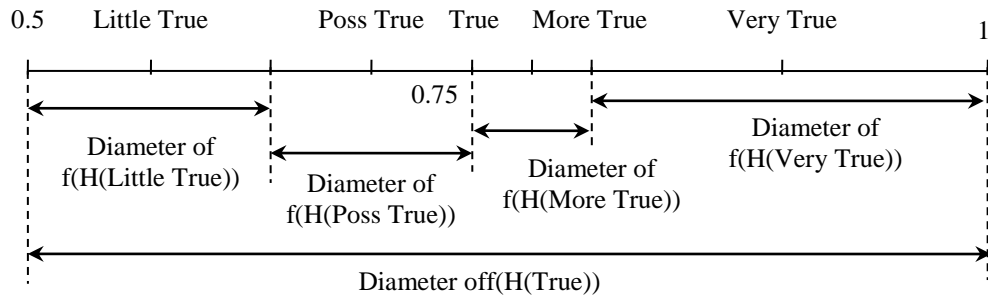 0.5 Little True Poss True True More True Very True 1
0.75
Diameter of
f(H(Little True))
Diameter of
f(H(Poss True))
Diameter of
f(H(More True))
Diameter of
f(H(Very True))
Diameter off(H(True))